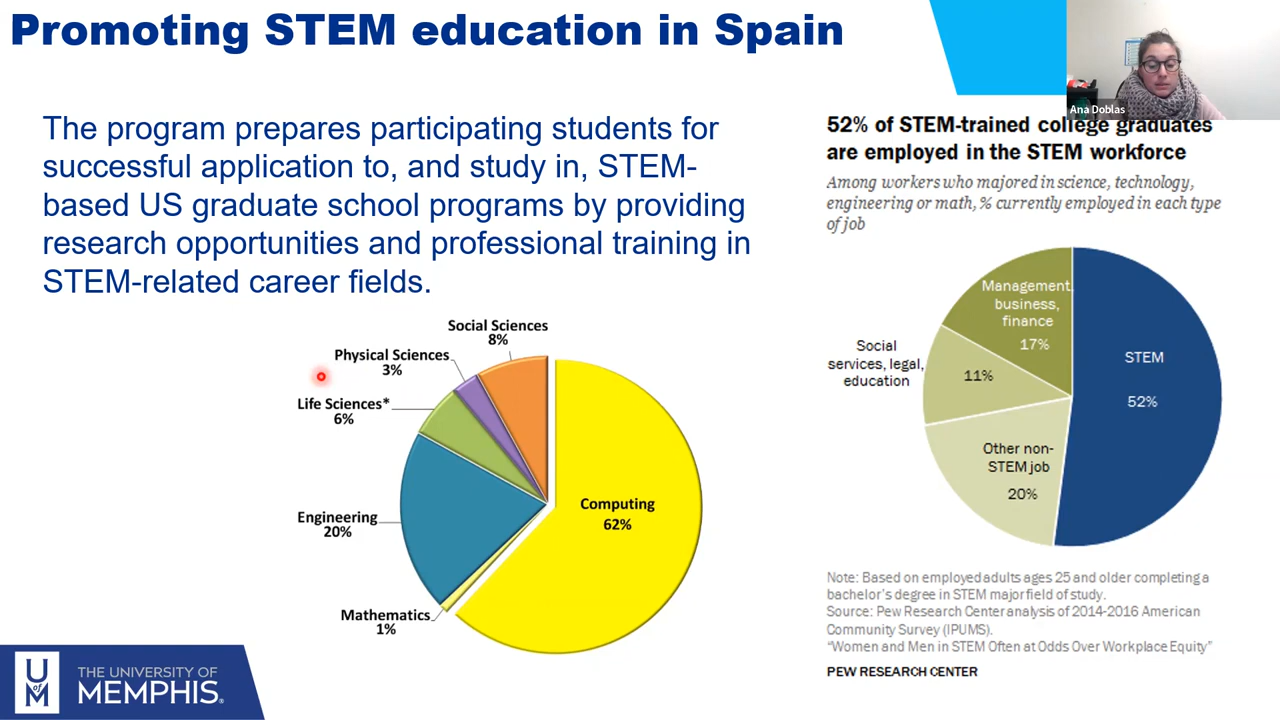 Promoting STEM education in Spain
Ana Doblas
The program prepares participating students for
successful application to, and study in, STEM-
based US graduate school programs by providing
research opportunities and professional training in
STEM-related career fields.
Social Sciences
8%
Physical Sciences
3%
Life Sciences*
6%
Engineering
20%
Mathematics
1%
Computing
62%
52% of STEM-trained college graduates
are employed in the STEM workforce
Among workers who majored in science, technology,
engineering or math, % currently employed in each type
of job
Management,
business,
finance
17%
STEM
52%
Social
services, legal,
education
11%
Other non-
STEM job
20%
Note: Based on employed adults ages 25 and older completing a
bachelor's degree in STEM major field of study.
Source: Pew Research Center analysis of 2014-2016 American
Community Survey (IPUMS).
"Women and Men in STEM Often at Odds Over Workplace Equity"
PEW RESEARCH CENTER
U
of
M
THE UNIVERSITY OF
MEMPHIS.